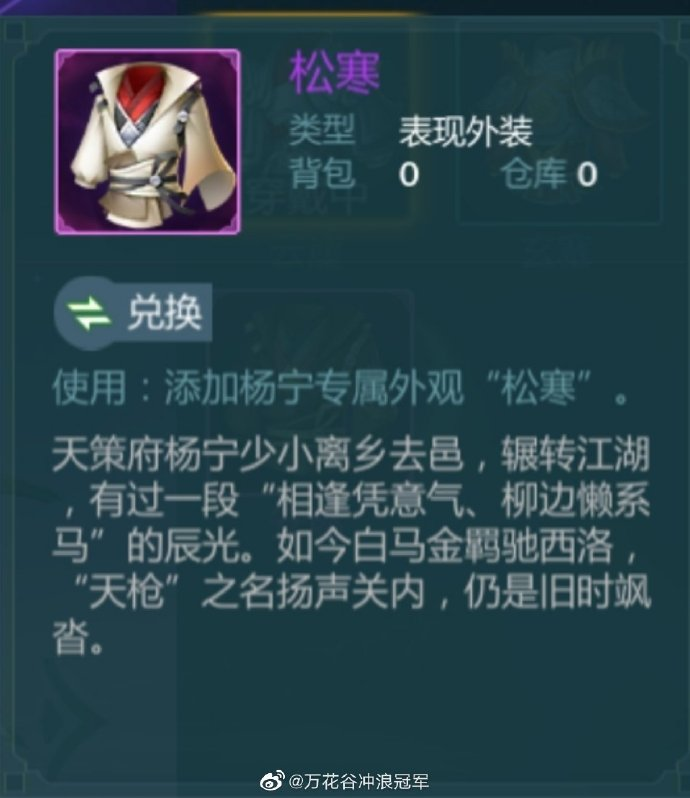 松寒
类型 表现外装
背包 0 仓库 0
兑换
使用：添加杨宁专属外观“松寒”。
天策府杨宁少小离乡去邑，辗转江湖
，有过一段“相逢凭意气、柳边懒系
马”的辰光。如今白马金羁驰西洛，
“天枪”之名扬声关内，仍是旧时飒
沓。
@万花谷冲浪冠军